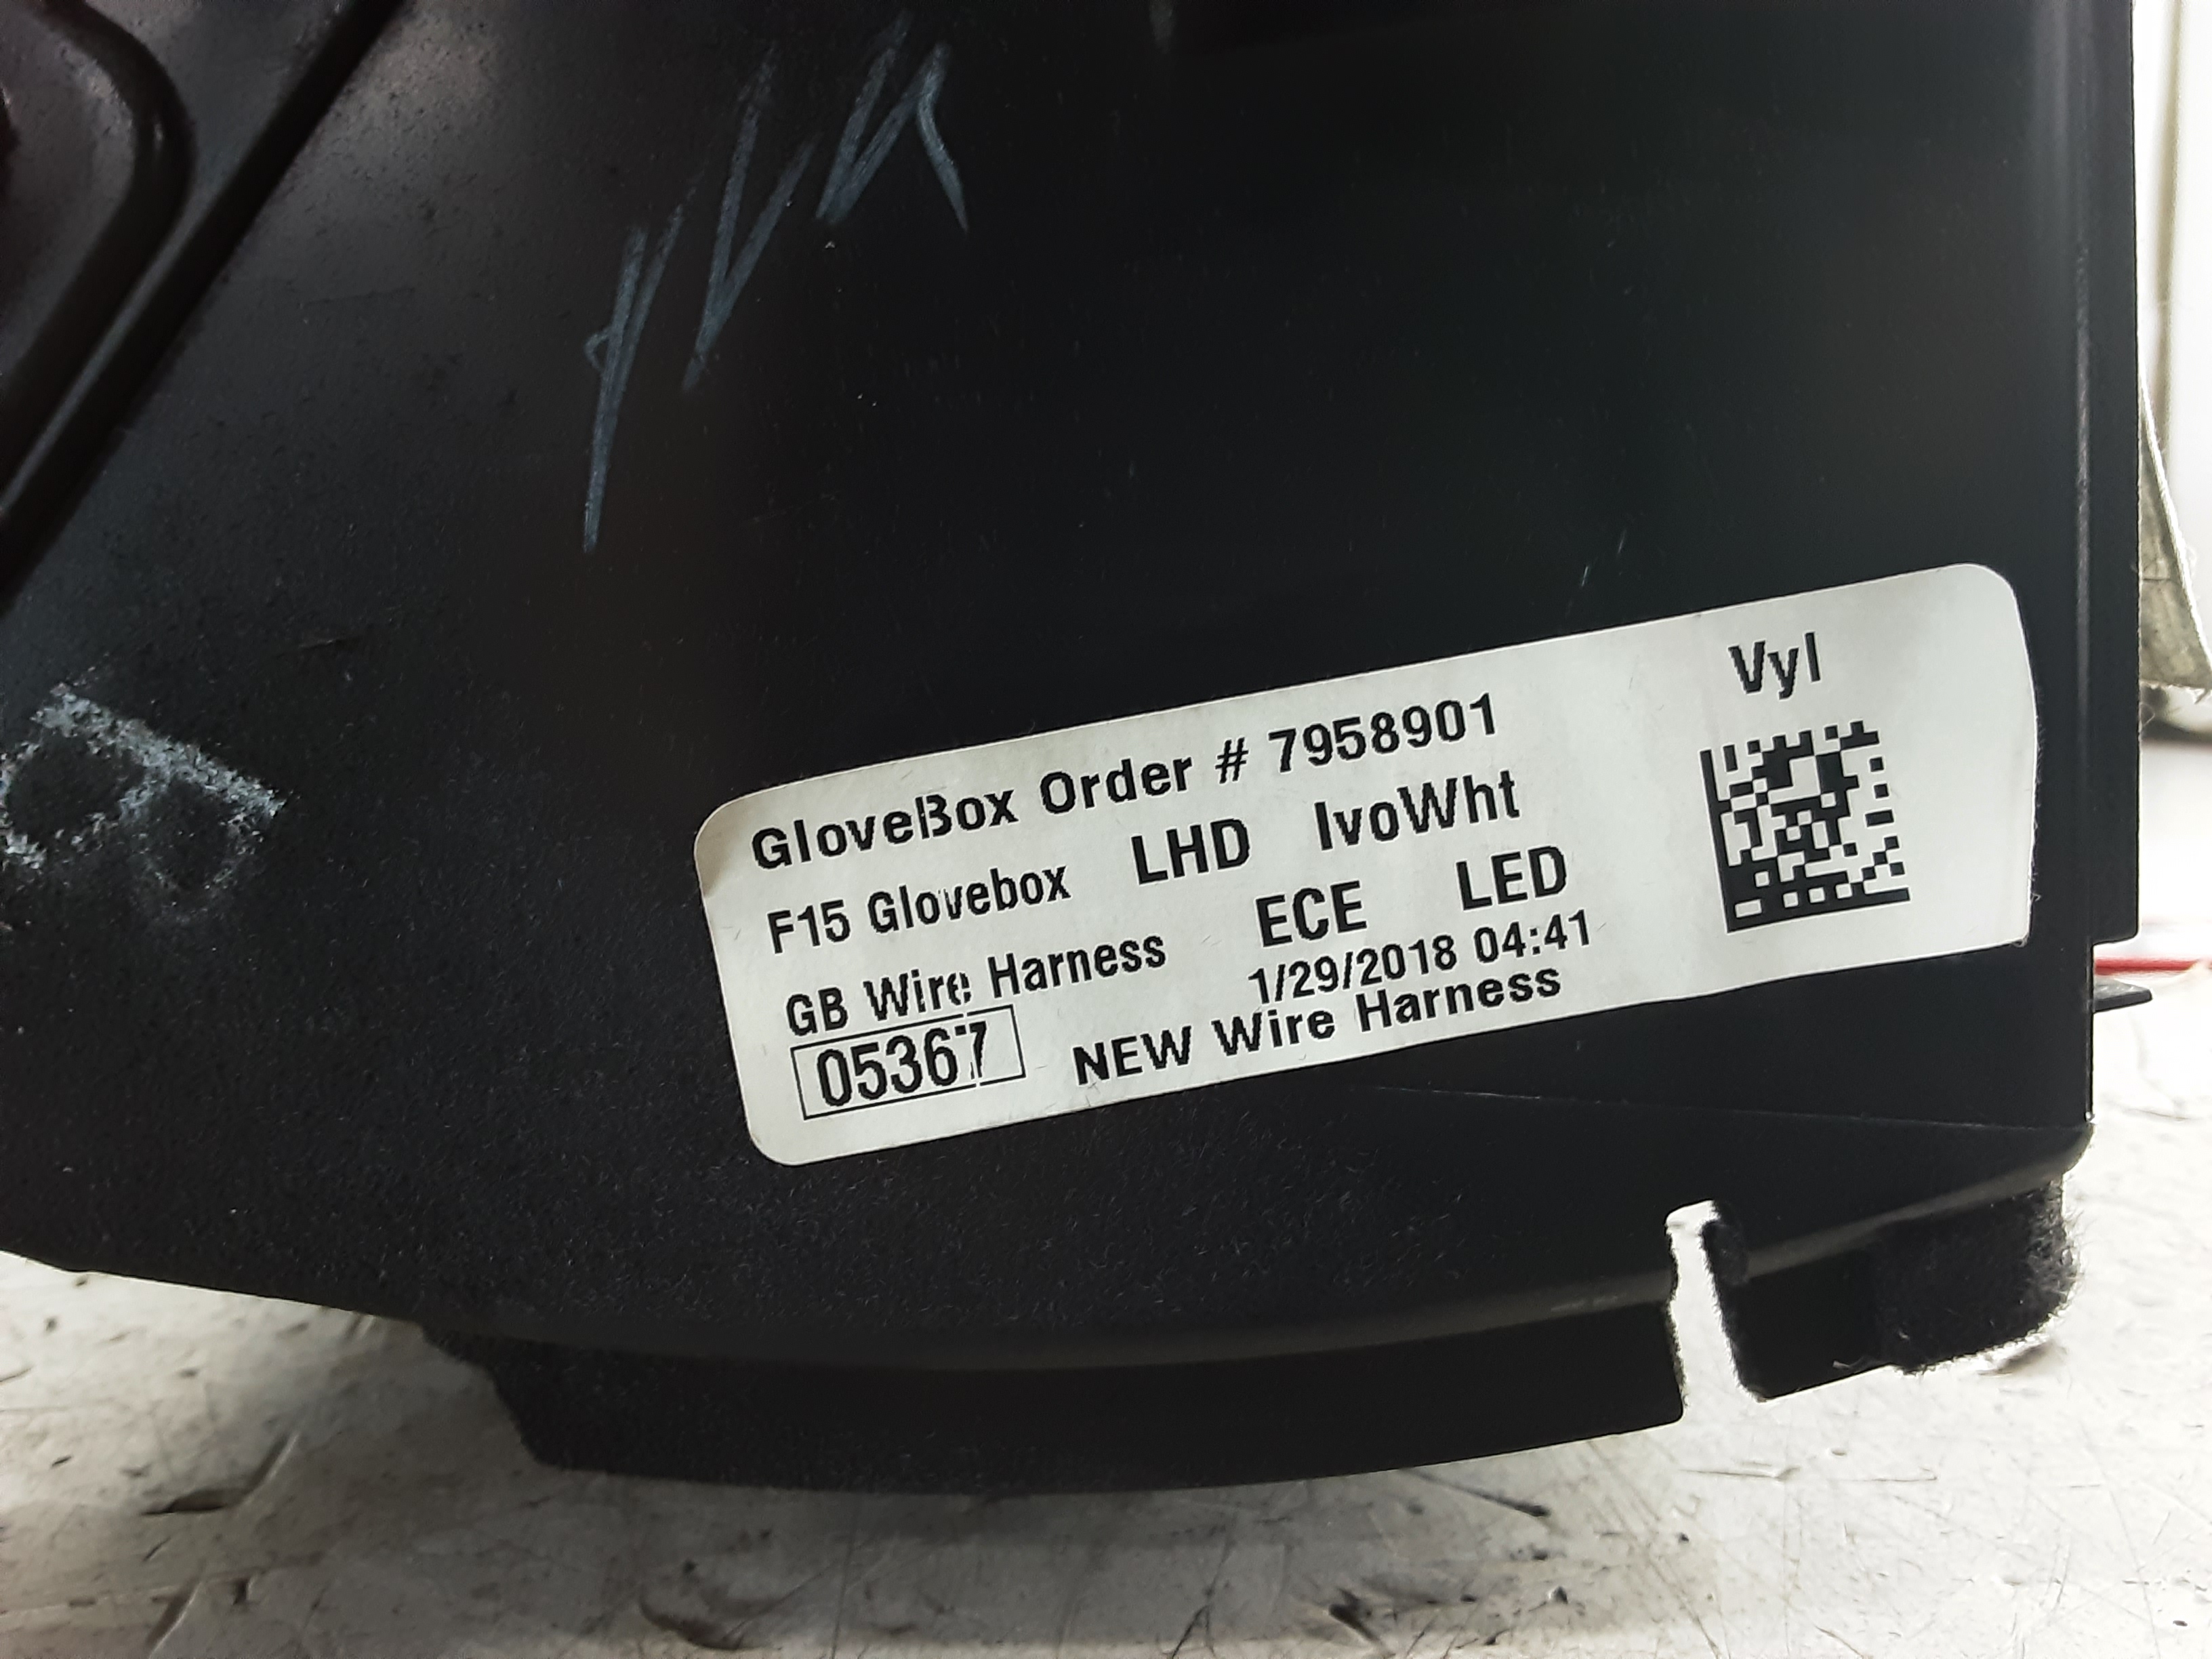 GloveBox Order # 7958901
Vyl
F15 Glovebox LHD IvoWht
GB Wire Harness ECE LED
1/29/2018 04:41
05367 NEW Wire Harness